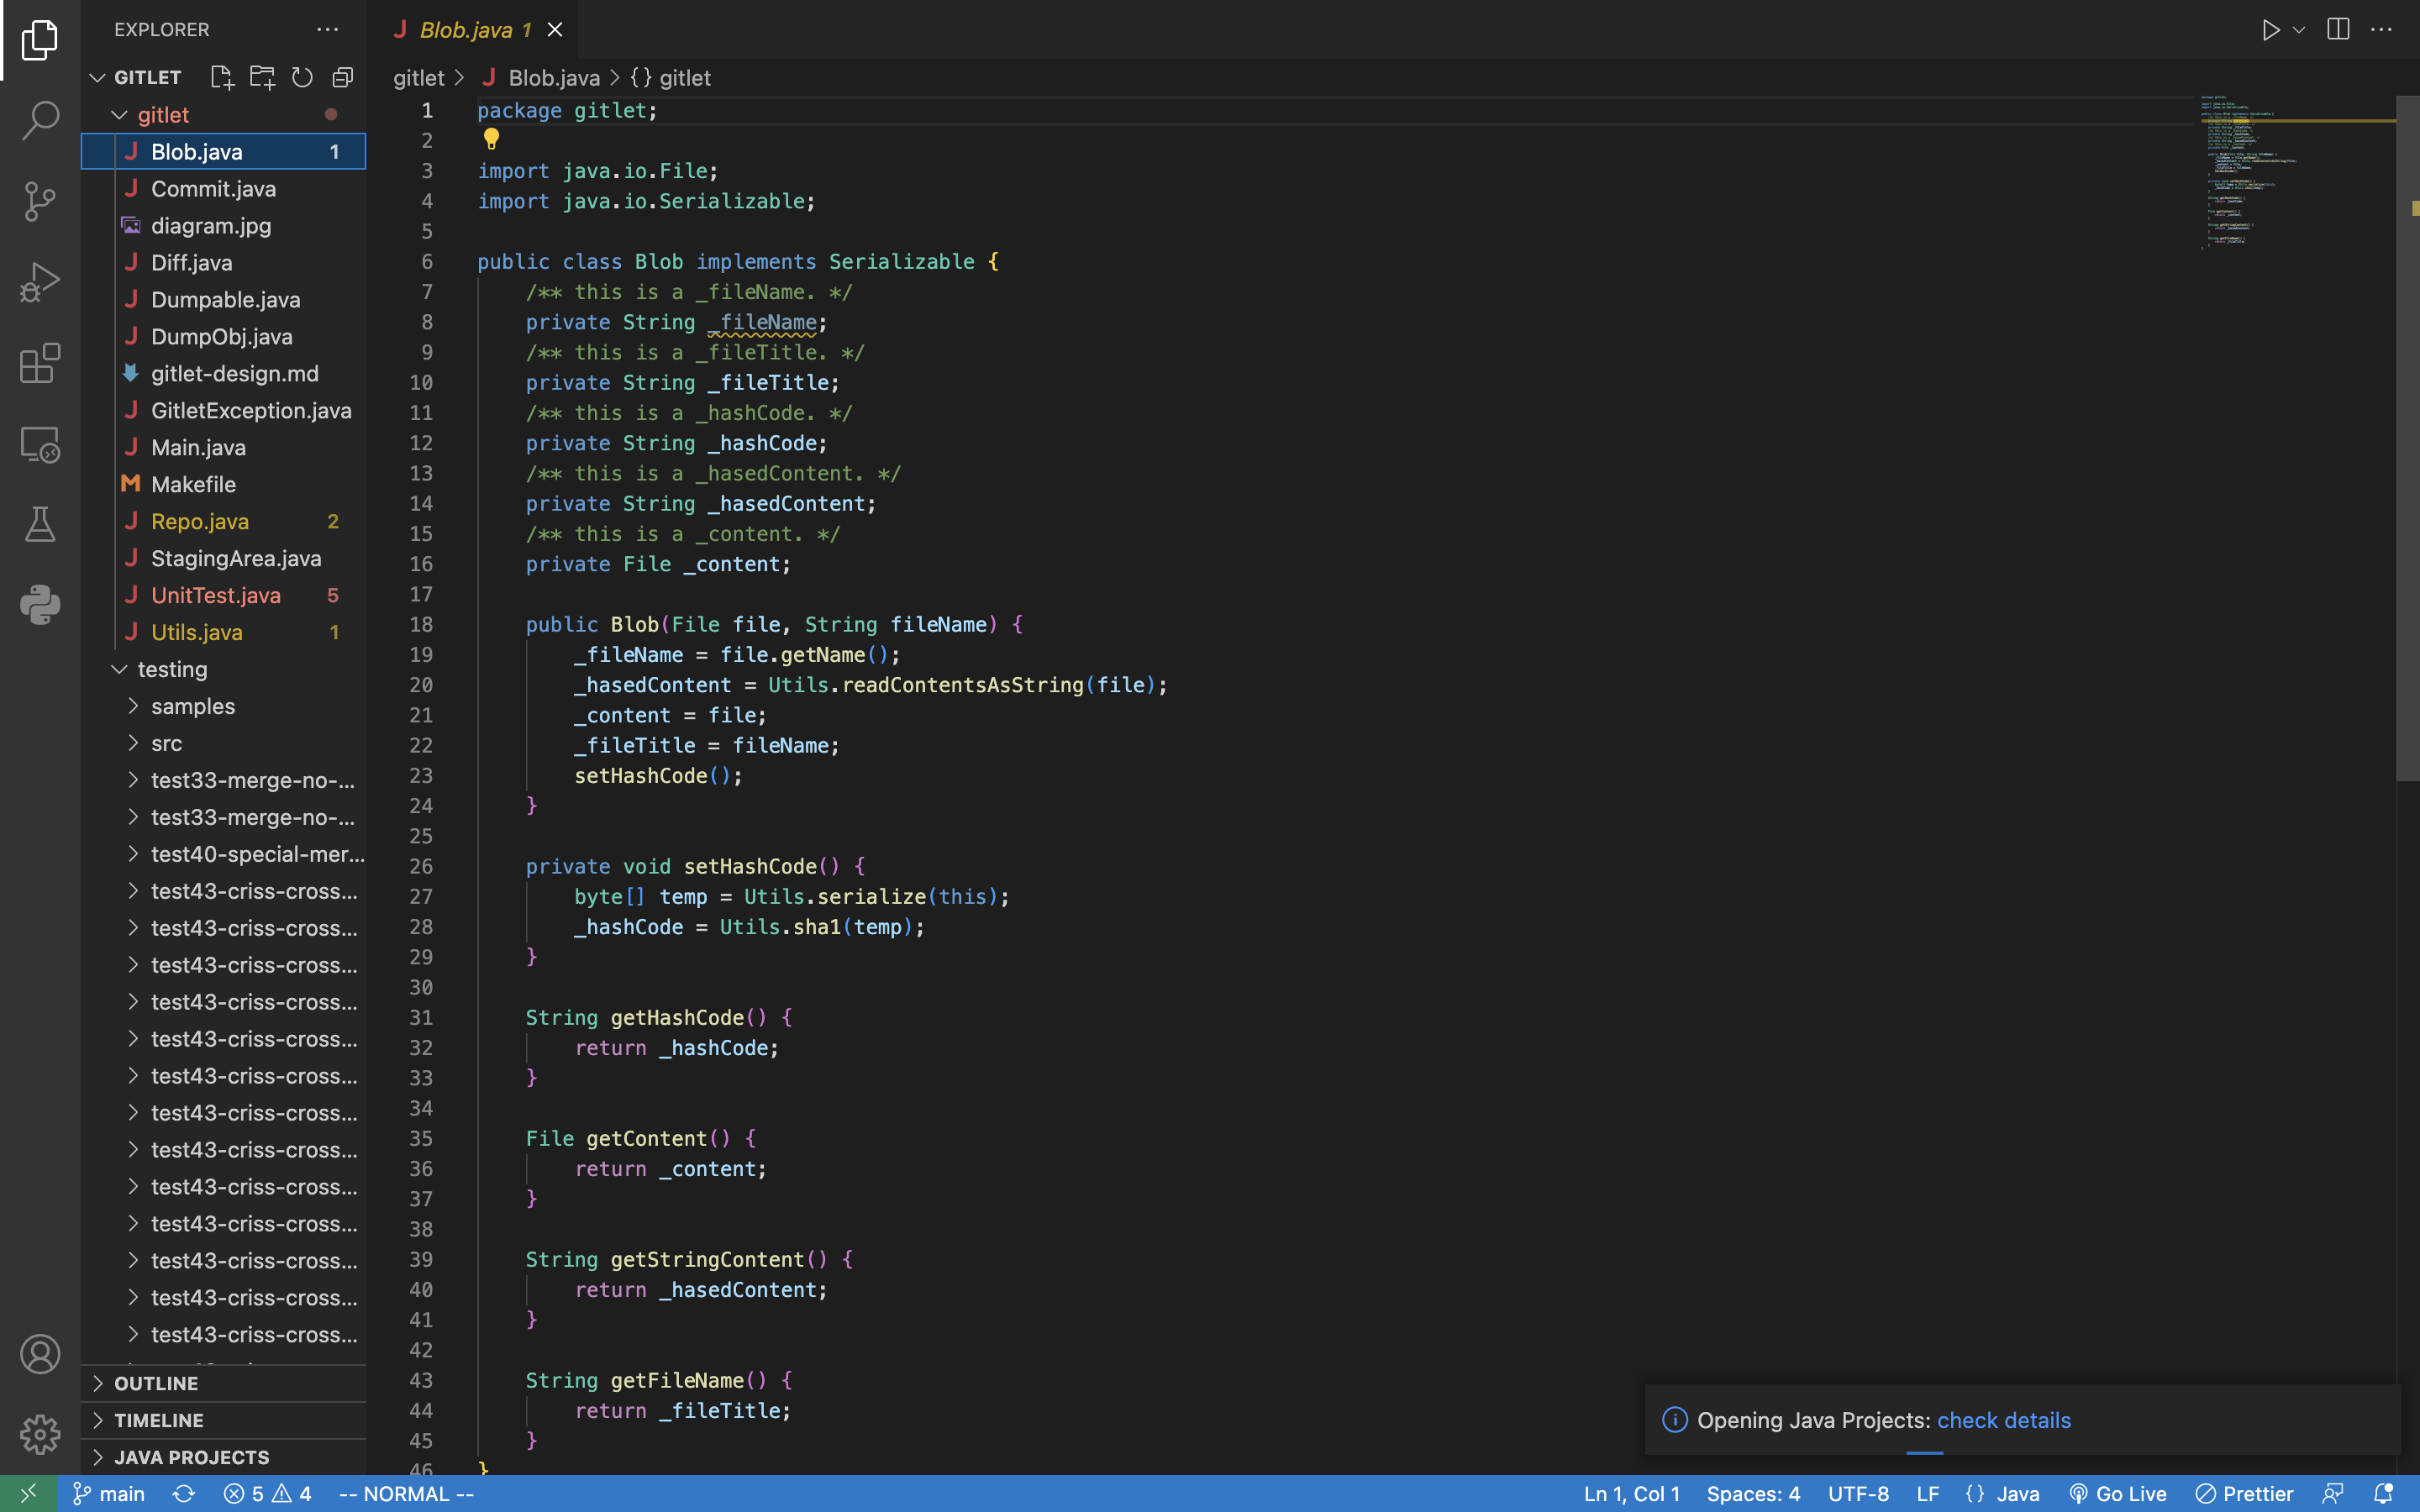 EXPLORER
GITLET
gitlet
Blob.java 1
Commit.java
diagram.jpg
Diff.java
Dumpable.java
DumpObj.java
gitlet-design.md
GitletException.java
Main.java
Makefile
Repo.java 2
StagingArea.java
UnitTest.java 5
Utils.java 1
testing
samples
src
test33-merge-no-...
test33-merge-no-...
test40-special-mer...
test43-criss-cross...
test43-criss-cross...
test43-criss-cross...
test43-criss-cross...
test43-criss-cross...
test43-criss-cross...
test43-criss-cross...
test43-criss-cross...
test43-criss-cross...
test43-criss-cross...
test43-criss-cross...
test43-criss-cross...
test43-criss-cross...
OUTLINE
TIMELINE
JAVA PROJECTS
Blob.java 1
gitlet > Blob.java > {} gitlet
1 package gitlet;
2
3 import java.io.File;
4 import java.io.Serializable;
5
6 public class Blob implements Serializable {
7 /** this is a _fileName. */
8 private String _fileName;
9 /** this is a _fileTitle. */
10 private String _fileTitle;
11 /** this is a _hashCode. */
12 private String _hashCode;
13 /** this is a _hasedContent. */
14 private String _hasedContent;
15 /** this is a _content. */
16 private File _content;
17
18 public Blob(File file, String fileName) {
19 _fileName = file.getName();
20 _hasedContent = Utils.readContentsAsString(file);
21 _content = file;
22 _fileTitle = fileName;
23 setHashCode();
24 }
25
26 private void setHashCode() {
27 byte[] temp = Utils.serialize(this);
28 _hashCode = Utils.sha1(temp);
29 }
30
31 String getHashCode() {
32 return _hashCode;
33 }
34
35 File getContent() {
36 return _content;
37 }
38
39 String getStringContent() {
40 return _hasedContent;
41 }
42
43 String getFileName() {
44 return _fileTitle;
45 }
46 }
Opening Java Projects: check details
main 5 4 -- NORMAL -- Ln 1, Col 1 Spaces: 4 UTF-8 LF {} Java Go Live Prettier